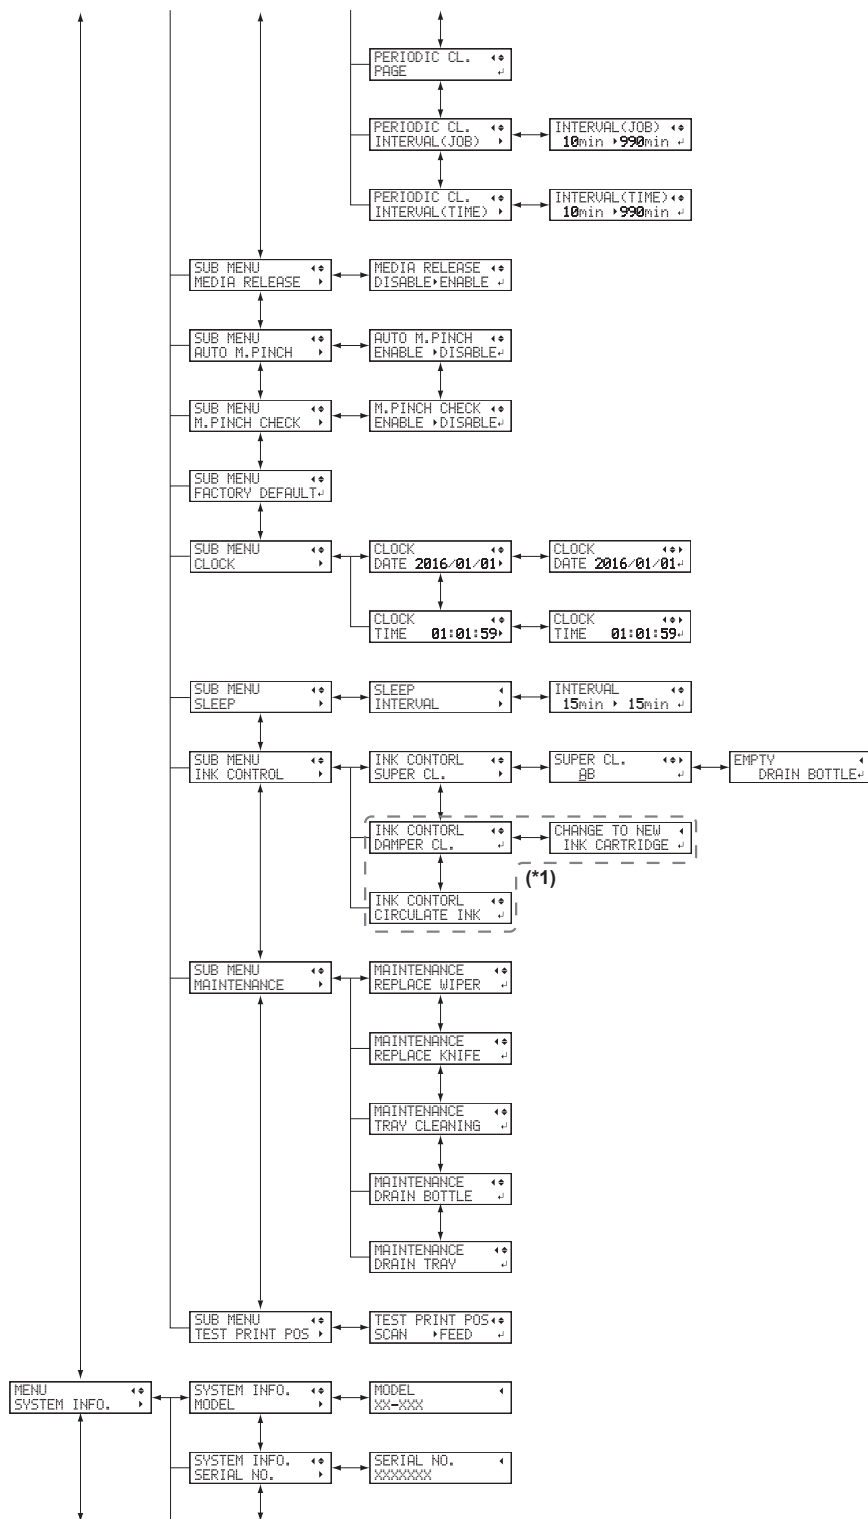 PERIODIC CL.
PAGE
PERIODIC CL.
INTERVAL(JOB)
INTERVAL(JOB)
10min 990min
PERIODIC CL.
INTERVAL(TIME)
INTERVAL(TIME)
10min 990min
SUB MENU
MEDIA RELEASE
MEDIA RELEASE
DISABLE ENABLE
SUB MENU
AUTO M.PINCH
AUTO M.PINCH
ENABLE DISABLE
SUB MENU
M.PINCH CHECK
M.PINCH CHECK
ENABLE DISABLE
SUB MENU
FACTORY DEFAULT
SUB MENU
CLOCK
CLOCK
DATE 2016/01/01
CLOCK
DATE 2016/01/01
CLOCK
TIME 01:01:59
CLOCK
TIME 01:01:59
SUB MENU
SLEEP
SLEEP
INTERVAL
INTERVAL
15min 15min
SUB MENU
INK CONTROL
INK CONTORL
SUPER CL.
SUPER CL.
AB
EMPTY
DRAIN BOTTLE
INK CONTORL
DAMPER CL.
CHANGE TO NEW
INK CARTRIDGE
(*1)
INK CONTORL
CIRCULATE INK
SUB MENU
MAINTENANCE
MAINTENANCE
REPLACE WIPER
MAINTENANCE
REPLACE KNIFE
MAINTENANCE
TRAY CLEANING
MAINTENANCE
DRAIN BOTTLE
MAINTENANCE
DRAIN TRAY
SUB MENU
TEST PRINT POS
TEST PRINT POS
SCAN FEED
MENU
SYSTEM INFO.
SYSTEM INFO.
MODEL
MODEL
XX-XXX
SYSTEM INFO.
SERIAL NO.
SERIAL NO.
XXXXXXX